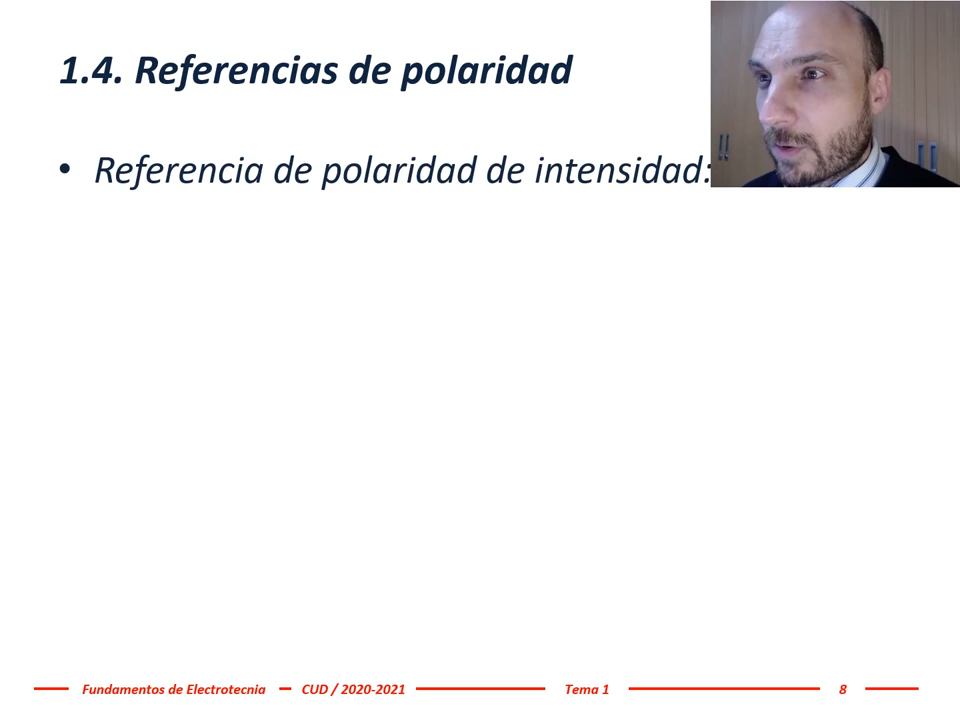 1.4. Referencias de polaridad
• Referencia de polaridad de intensidad:
Fundamentos de Electrotecnia CUD / 2020-2021 Tema 1 8